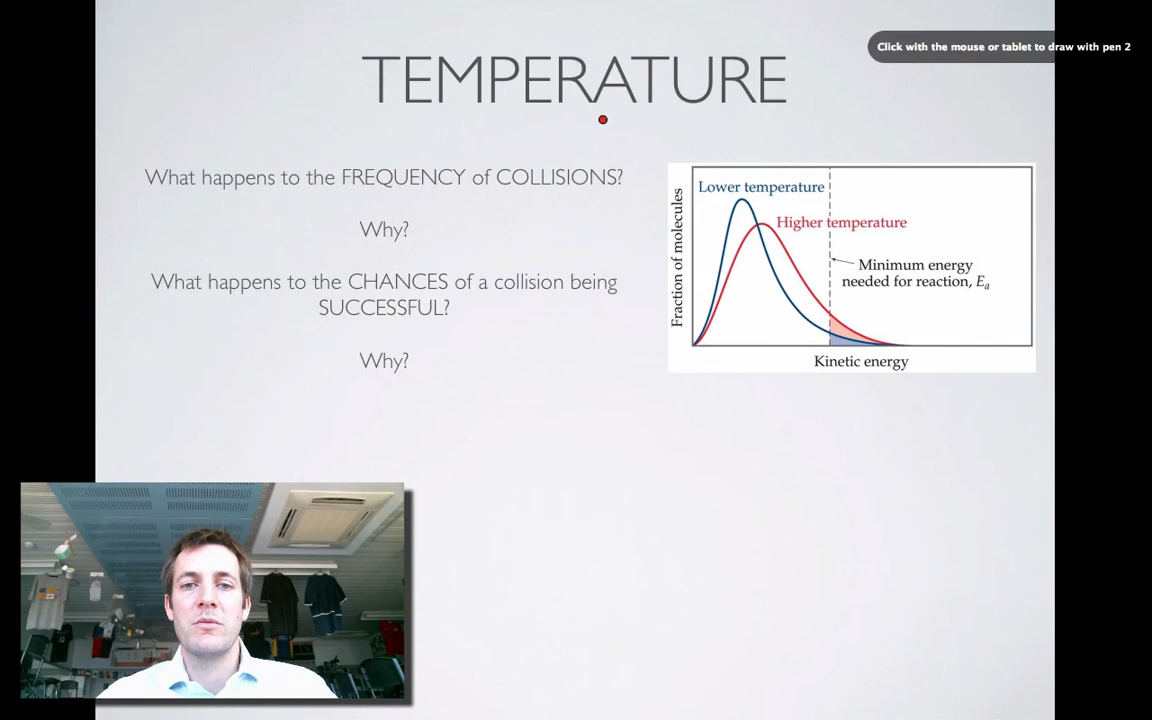 Click with the mouse or tablet to draw with pen 2
TEMPERATURE
What happens to the FREQUENCY of COLLISIONS?
Why?
What happens to the CHANCES of a collision being
SUCCESSFUL?
Why?
Fraction of molecules
Lower temperature
Higher temperature
Minimum energy
needed for reaction, Ea
Kinetic energy